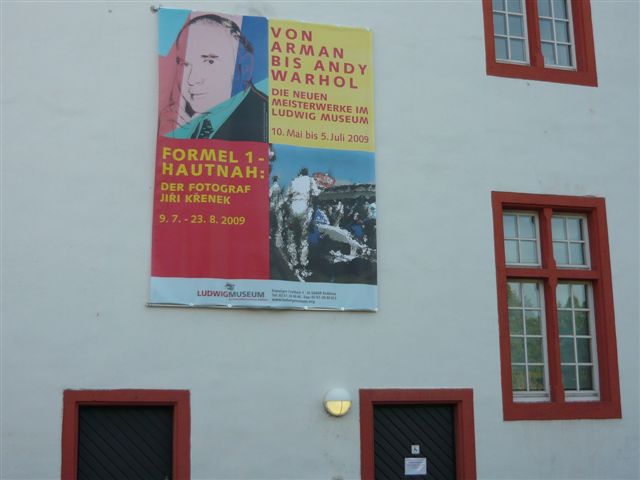 VON
ARMAN
BIS ANDY
WARHOL
DIE NEUEN
MEISTERWERKE IM
LUDWIG MUSEUM
10. Mai bis 5. Juli 2009
FORMEL 1 -
HAUTNAH:
DER FOTOGRAF
JIŘI KŘENEK
9. 7. - 23. 8. 2009
LUDWIGMUSEUM